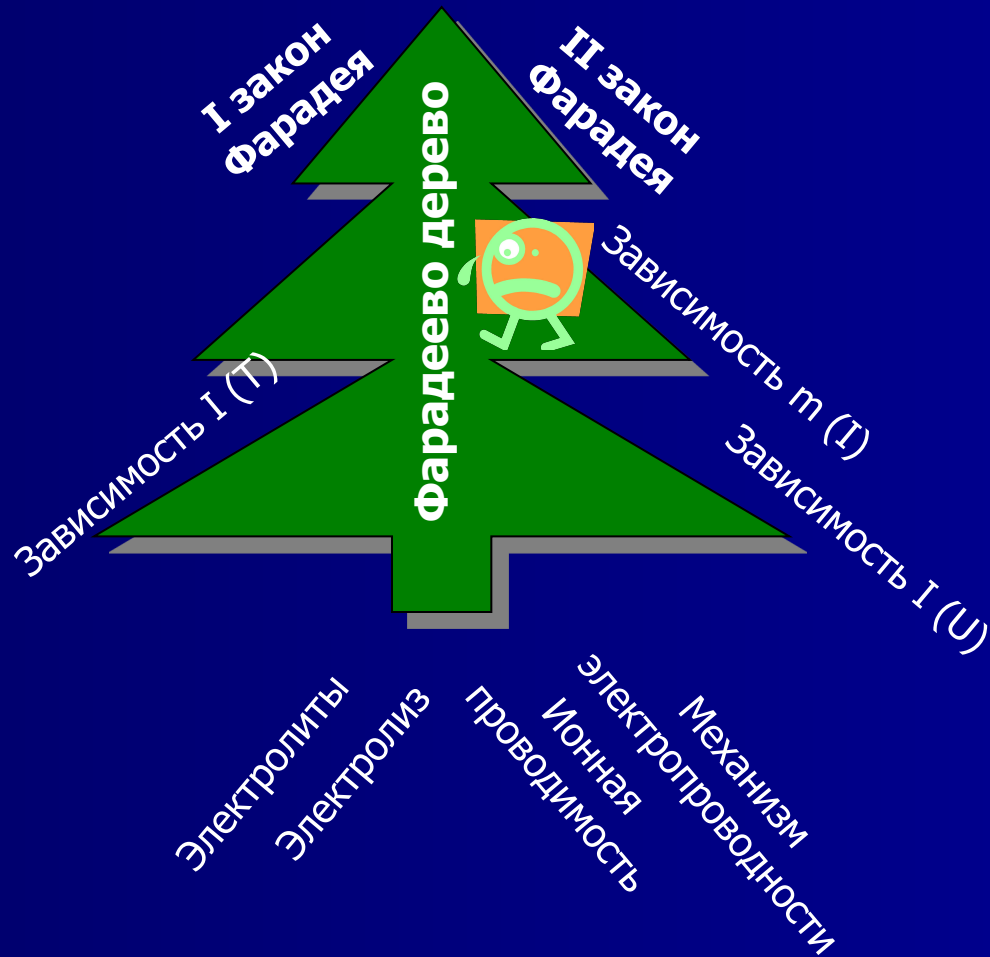 I закон
Фарадея
II закон
Фарадея
Фарадеево дерево
Зависимость m (I)
Зависимость I (T)
Зависимость I (U)
Электролиты
Электролиз
Ионная
проводимость
Механизм
электропроводности